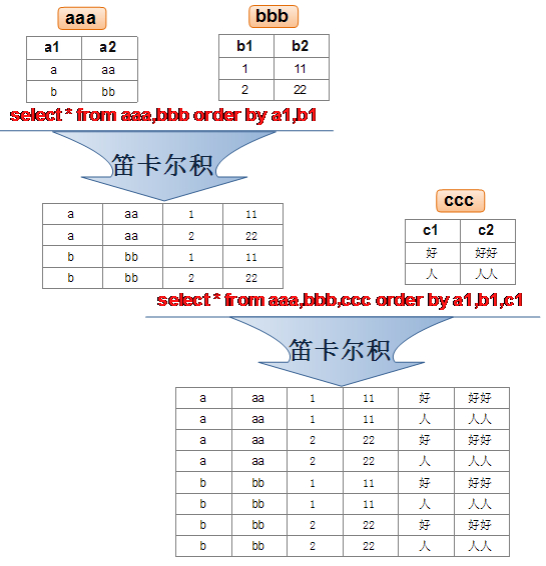 aaa
bbb
a1 a2
a aa
b bb
b1 b2
1 11
2 22
select * from aaa,bbb order by a1,b1
笛卡尔积
a aa 1 11
a aa 2 22
b bb 1 11
b bb 2 22
ccc
c1 c2
好 好好
人 人人
select * from aaa,bbb,ccc order by a1,b1,c1
笛卡尔积
a aa 1 11 好 好好
a aa 1 11 人 人人
a aa 2 22 好 好好
a aa 2 22 人 人人
b bb 1 11 好 好好
b bb 1 11 人 人人
b bb 2 22 好 好好
b bb 2 22 人 人人